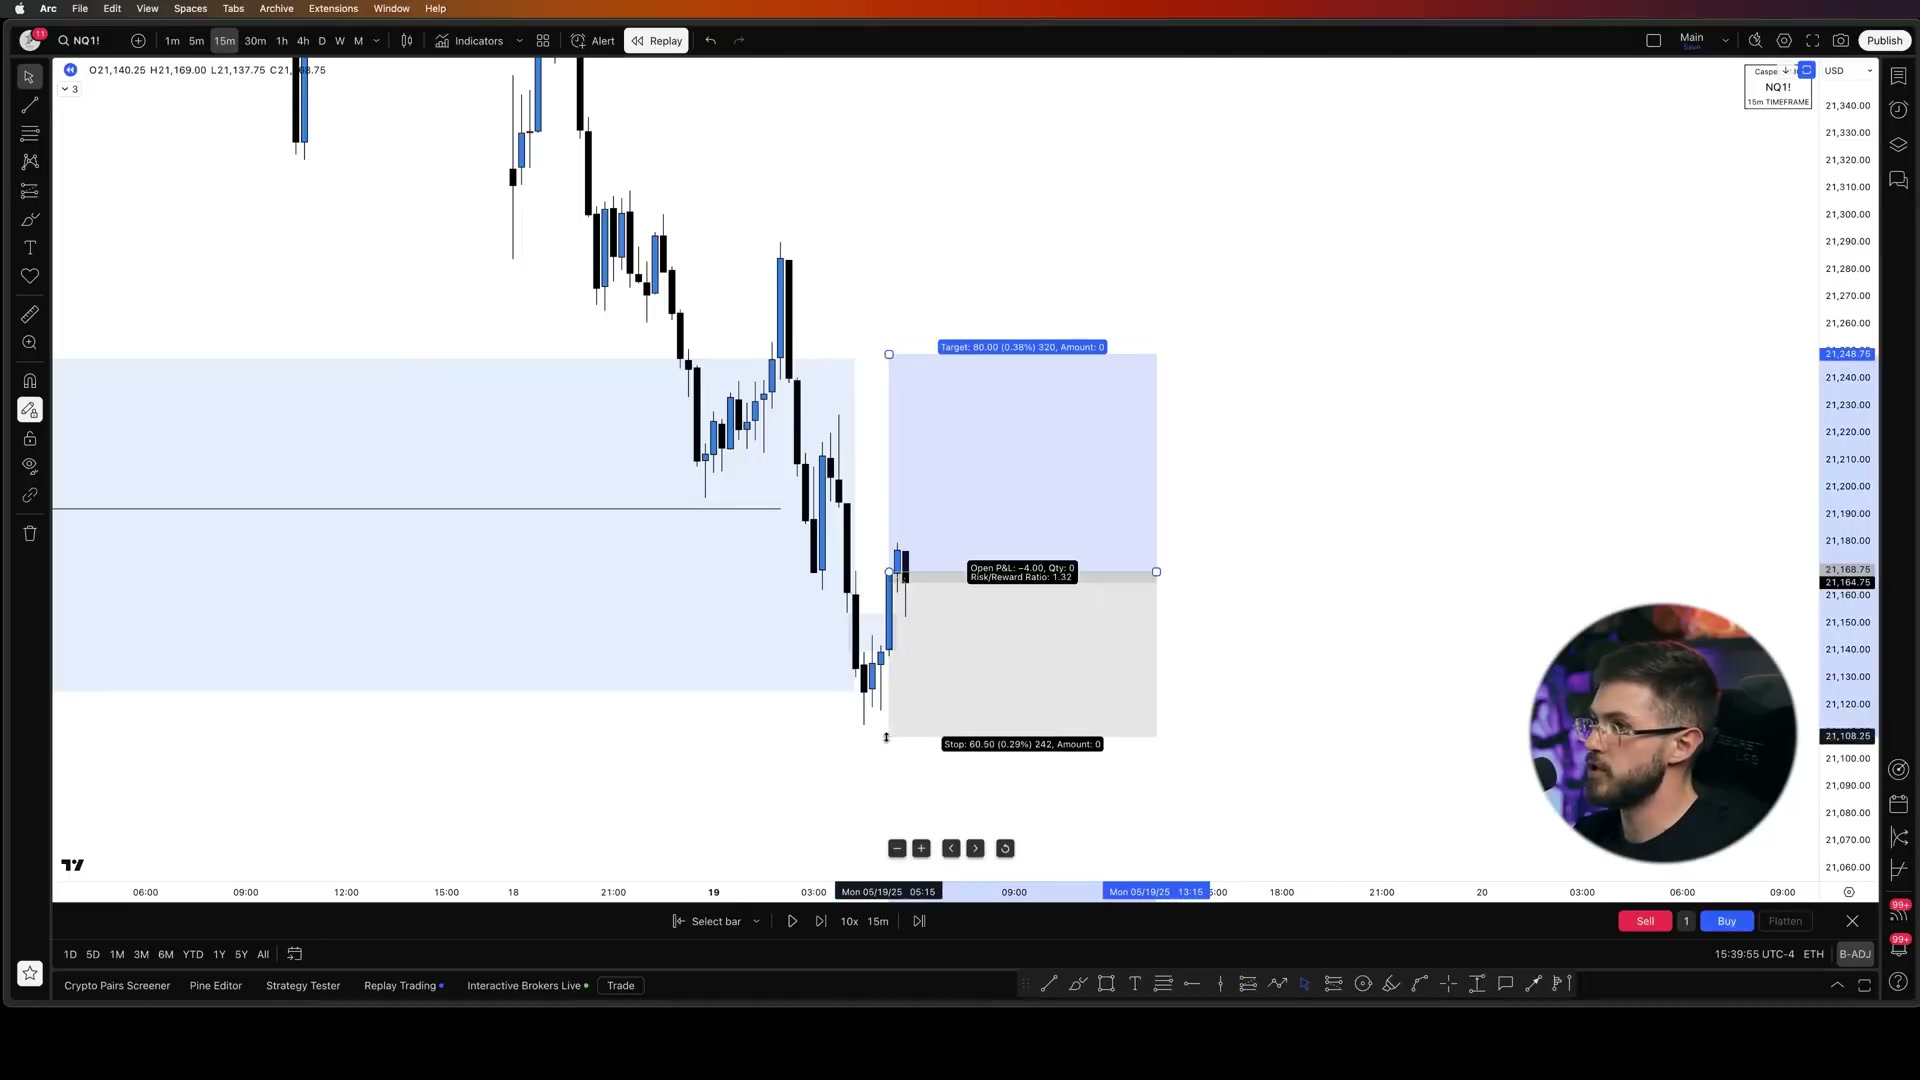 Arc File Edit View Spaces Tabs Archive Extensions Window Help
11
NQ1! 1m 5m 15m 30m 1h 4h D W M Indicators Alert Replay Main Publish
Save
O21,140.25 H21,169.00 L21,137.75 C21, 68.75
3
USD
NQ1!
15m TIMEFRAME
21,340.00
21,330.00
21,320.00
21,310.00
21,300.00
21,290.00
21,280.00
21,270.00
21,260.00
Target: 80.00 (0.38%) 320, Amount: 0
21,248.75
21,240.00
21,230.00
21,220.00
21,210.00
21,200.00
21,190.00
21,180.00
Open P&L: −4.00, Qty: 0
Risk/Reward Ratio: 1.32
21,168.75
21,164.75
21,160.00
21,150.00
21,140.00
21,130.00
21,120.00
21,108.25
Stop: 60.50 (0.29%) 242, Amount: 0
21,100.00
21,090.00
21,080.00
21,070.00
21,060.00
06:00 09:00 12:00 15:00 18 21:00 19 03:00 Mon 05/19/25 05:15 09:00 Mon 05/19/25 13:15 5:00 18:00 21:00 20 03:00 06:00 09:00
Select bar 10x 15m Sell 1 Buy Flatten
99+
99+
1D 5D 1M 3M 6M YTD 1Y 5Y All 15:39:55 UTC-4 ETH B-ADJ
Crypto Pairs Screener Pine Editor Strategy Tester Replay Trading Interactive Brokers Live Trade